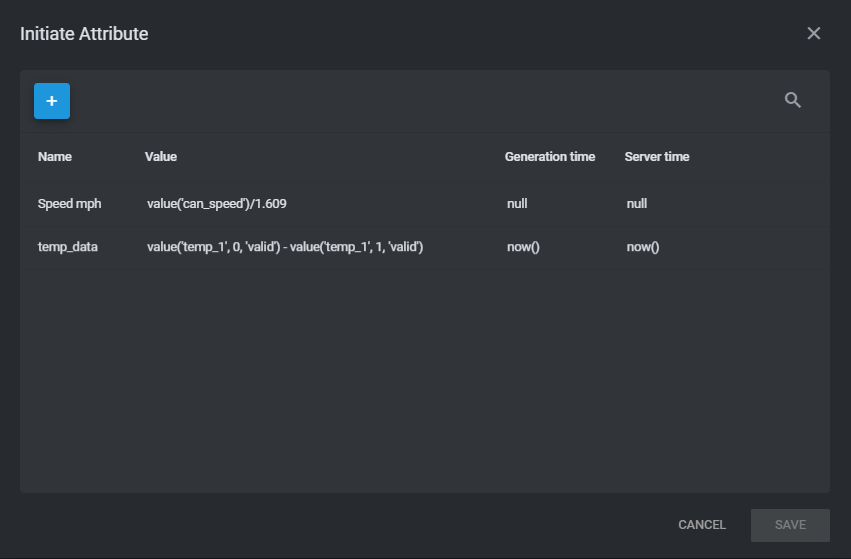 Initiate Attribute
Name Value Generation time Server time
Speed mph value('can_speed')/1.609 null null
temp_data value('temp_1', 0, 'valid') - value('temp_1', 1, 'valid') now() now()
CANCEL SAVE